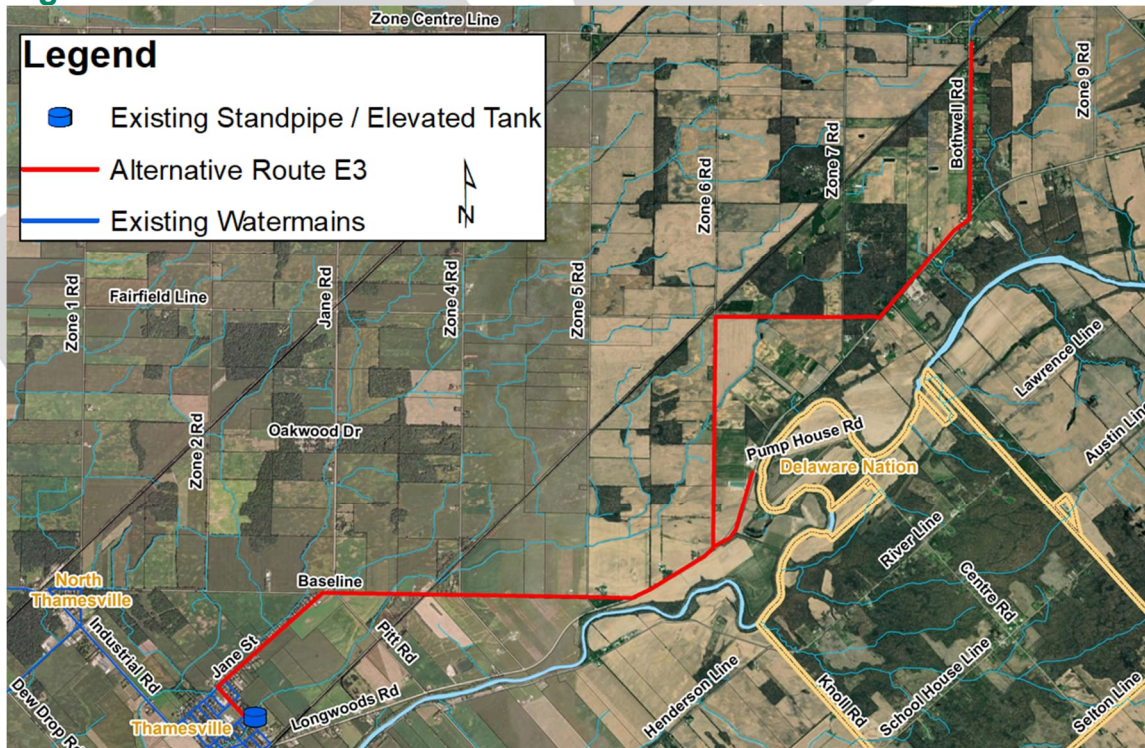 Zone Centre Line
Legend
Existing Standpipe / Elevated Tank
Alternative Route E3
Existing Watermains
N
Zone 1 Rd
Fairfield Line
Zone 2 Rd
Jane Rd
Zone 4 Rd
Zone 5 Rd
Zone 6 Rd
Zone 7 Rd
Bothwell Rd
Zone 9 Rd
Oakwood Dr
Lawrence Line
Austin Line
Pump House Rd
Delaware Nation
River Line
Centre Rd
North
Thamesville
Baseline
Industrial Rd
Jane St
Pitt Rd
Dew Drop Rd
Thamesville
Longwoods Rd
Henderson Line
Knoll Rd
School House Line
Selton Line